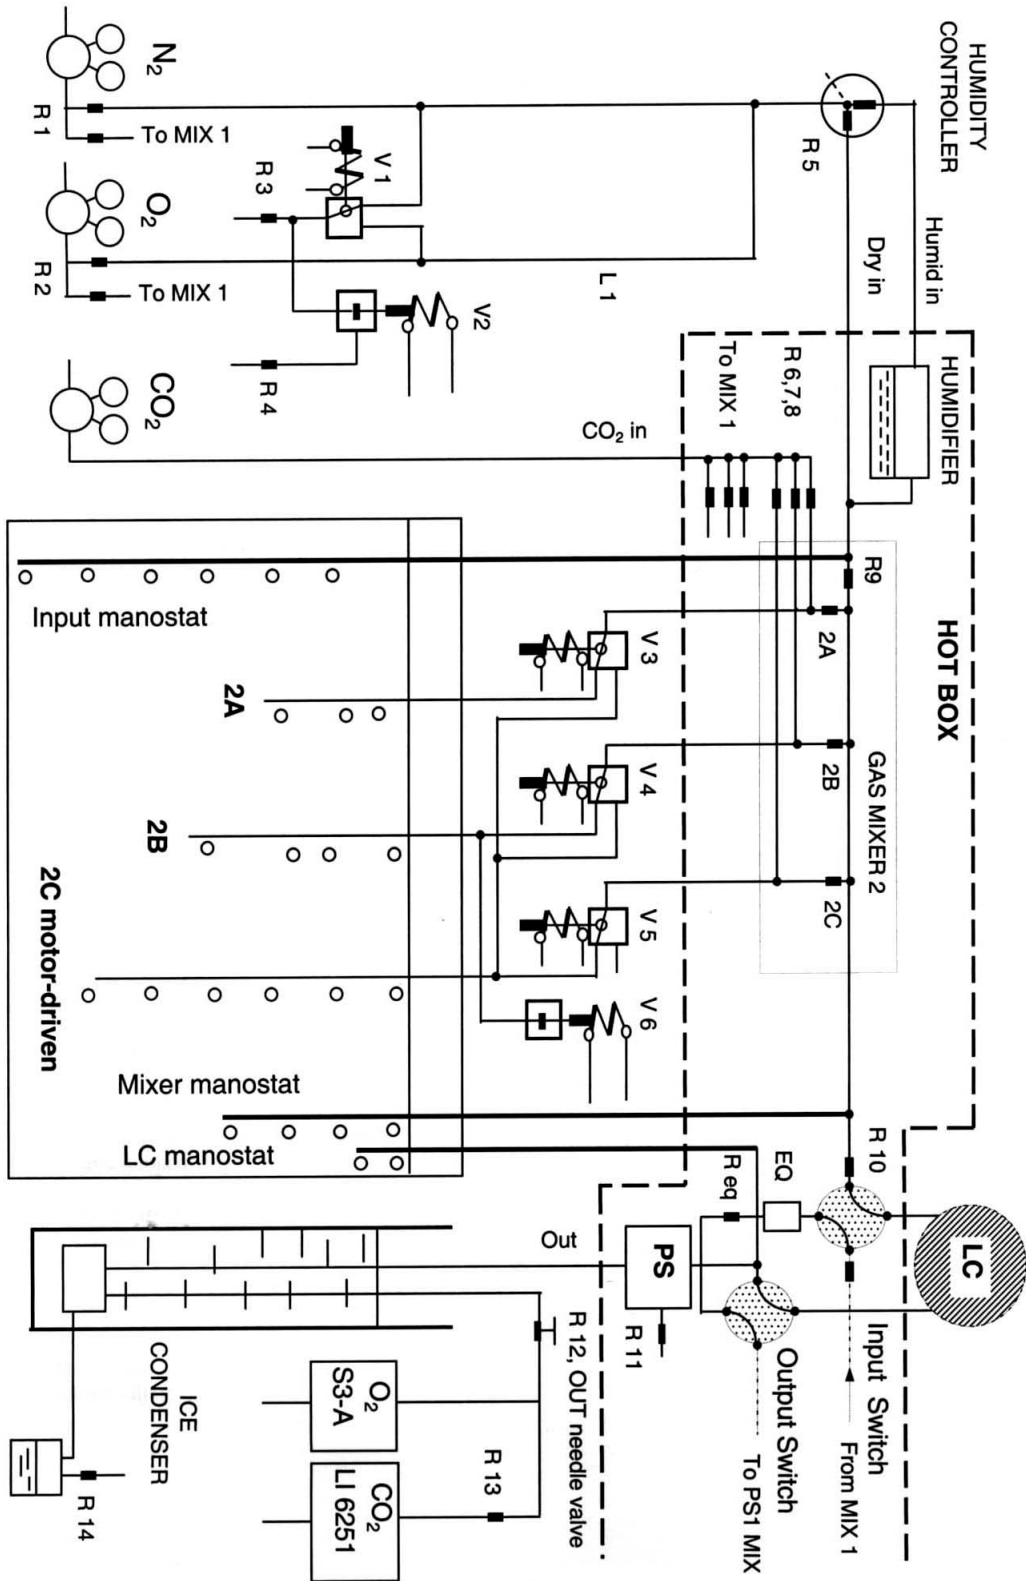 HUMIDITY
CONTROLLER
R 5
Humid in
Dry in
HUMIDIFIER
HOT BOX
N2
R 1
To MIX 1
V 1
R 3
O2
R 2
To MIX 1
L 1
V2
R 4
CO2
CO2 in
To MIX 1
R 6,7,8
R9
GAS MIXER 2
2A
2B
2C
V 3
V 4
V 5
V 6
Input manostat
2A
2B
2C motor-driven
Mixer manostat
LC manostat
R 10
EQ
R eq
LC
PS
R 11
Out
Input Switch
From MIX 1
Output Switch
To PS1 MIX
R 12, OUT needle valve
O2
S3-A
CO2
LI 6251
R 13
ICE
CONDENSER
R 14